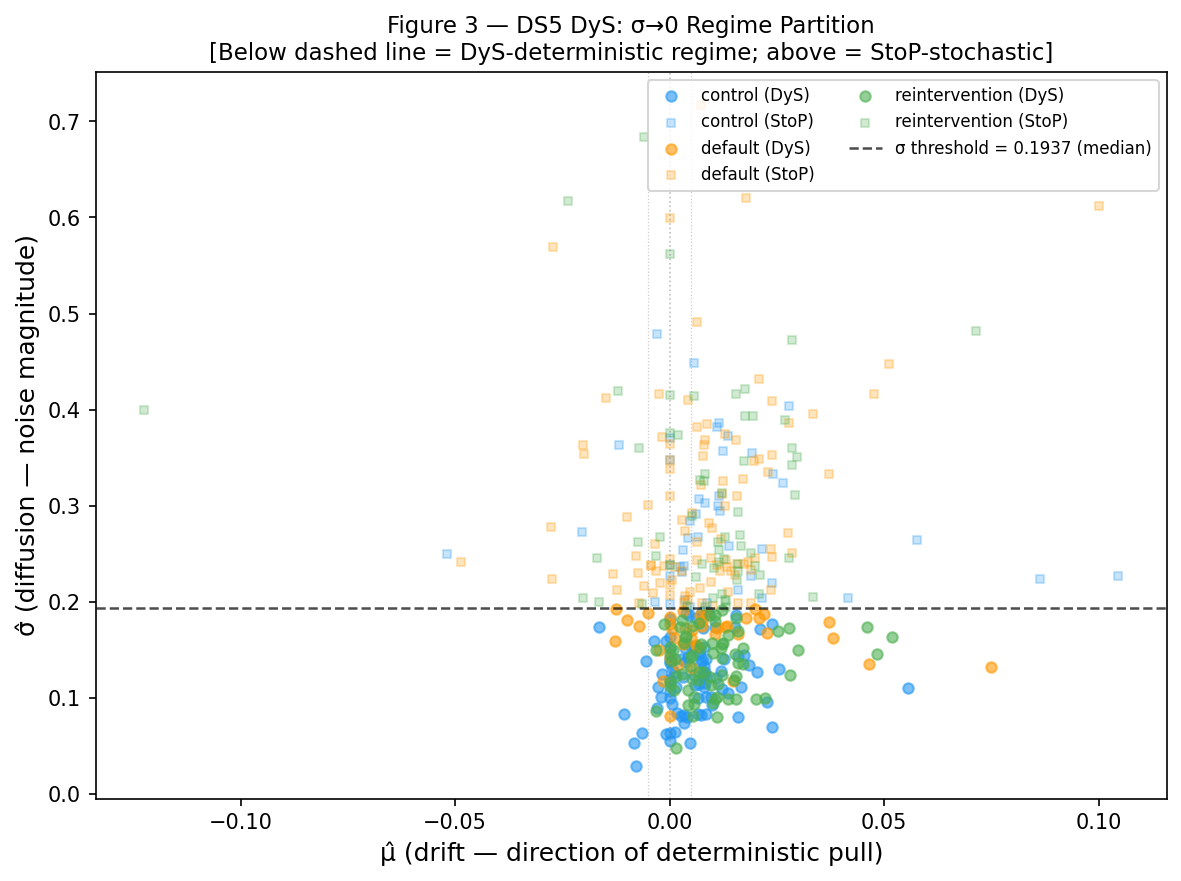 Figure 3 — DS5 DyS: σ→0 Regime Partition
[Below dashed line = DyS-deterministic regime; above = StoP-stochastic]
control (DyS)
control (StoP)
default (DyS)
default (StoP)
reintervention (DyS)
reintervention (StoP)
σ threshold = 0.1937 (median)
σ̂ (diffusion — noise magnitude)
0.7
0.6
0.5
0.4
0.3
0.2
0.1
0.0
−0.10
−0.05
0.00
0.05
0.10
μ̂ (drift — direction of deterministic pull)